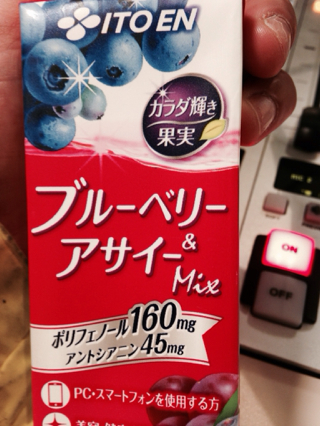 ITO EN
カラダ輝き
果実
ブルーベリー
&
アサイー
Mix
ポリフェノール160mg
アントシアニン45mg
PC・スマートフォンを使用する方
ON
OFF